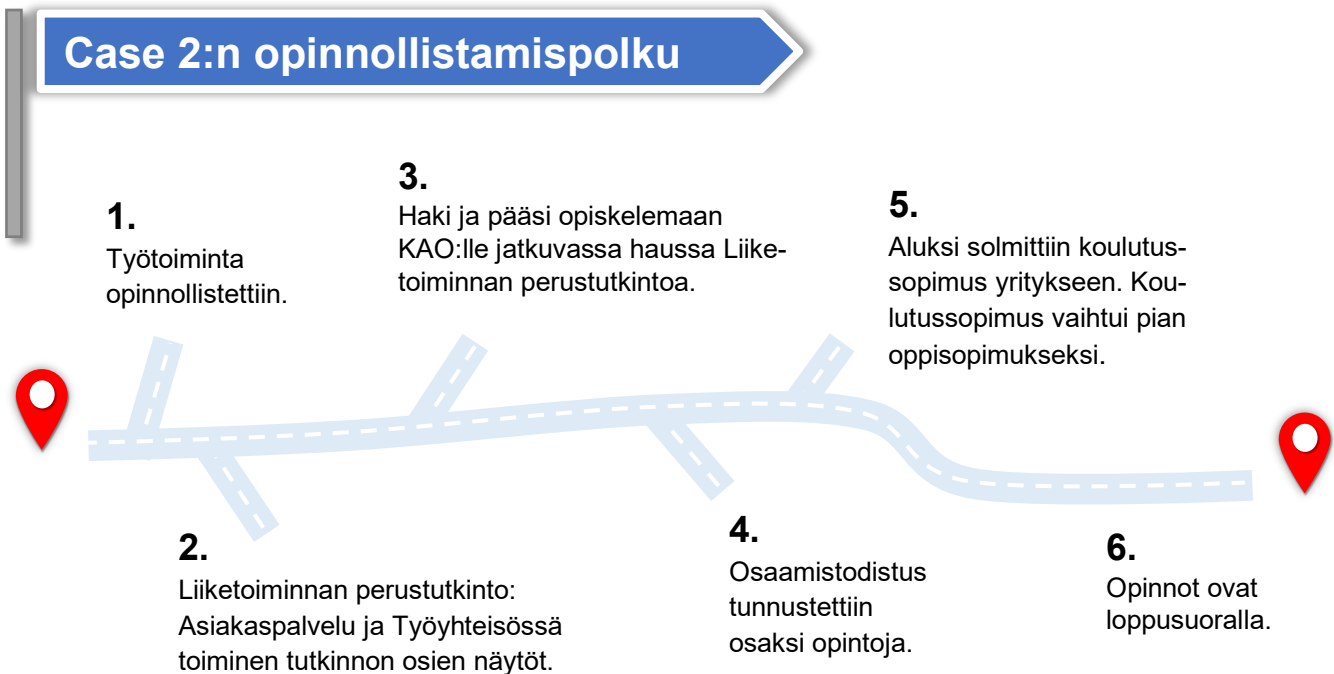 Case 2:n opinnollistamispolku
1.
Työtoiminta
opinnollistettiin.
2.
Liiketoiminnan perustutkinto:
Asiakaspalvelu ja Työyhteisössä
toiminen tutkinnon osien näytöt.
3.
Haki ja pääsi opiskelemaan
KAO:lle jatkuvassa haussa Liike-
toiminnan perustutkintoa.
4.
Osaamistodistus
tunnustettiin
osaksi opintoja.
5.
Aluksi solmittiin koulutus-
sopimus yritykseen. Kou-
lutussopimus vaihtui pian
oppisopimukseksi.
6.
Opinnot ovat
loppusuoralla.